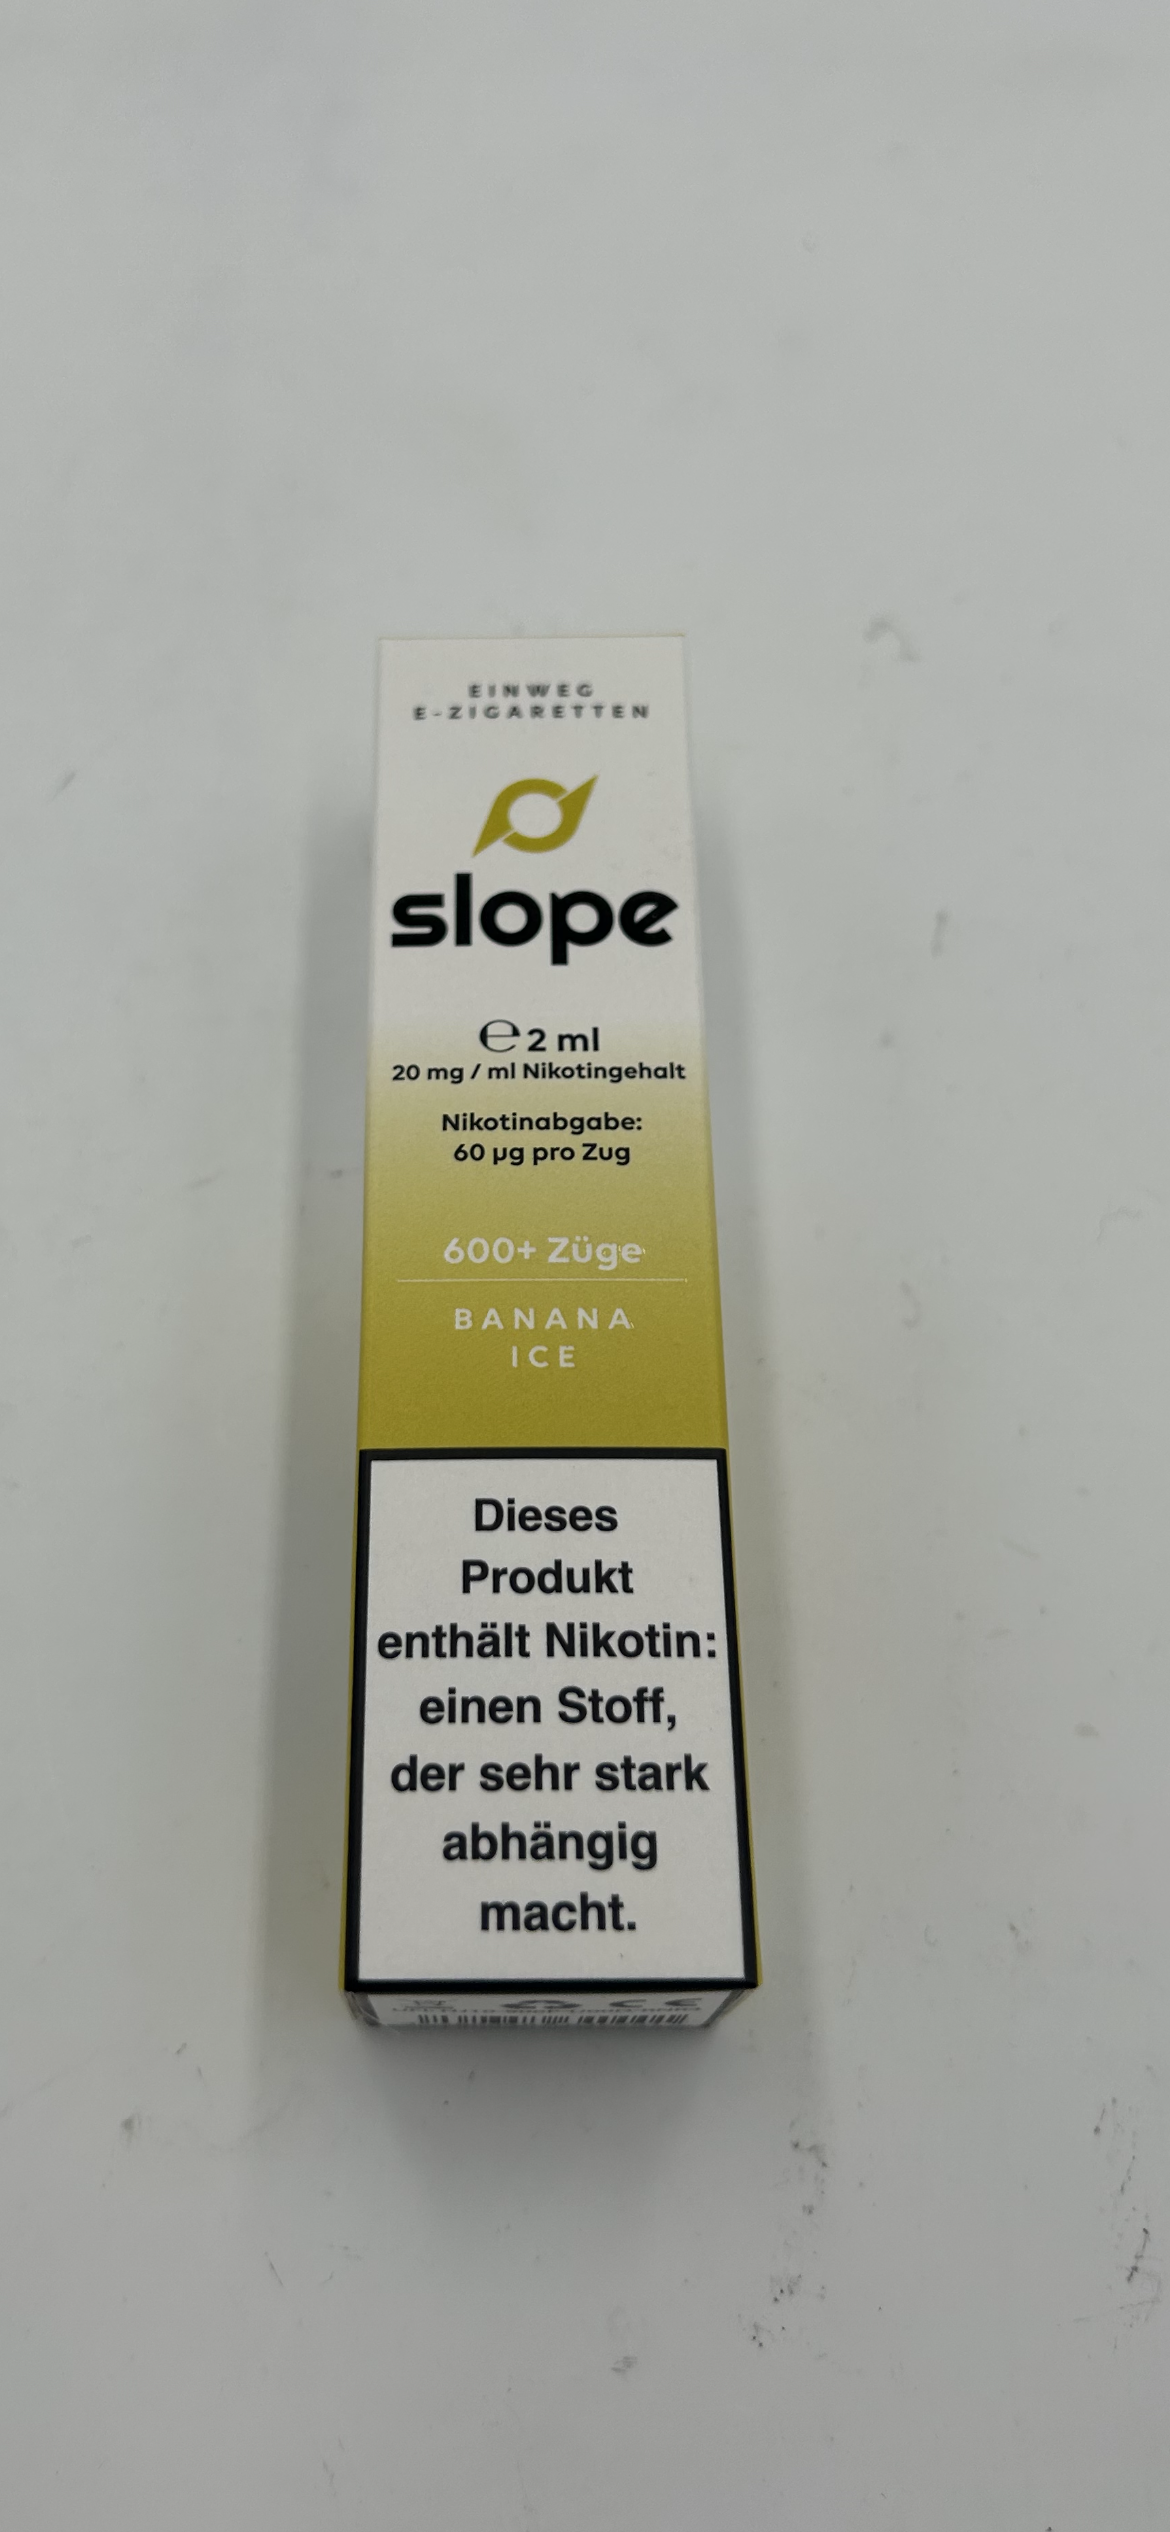 EINWEG
E-ZIGARETTEN
slope
℮ 2 ml
20 mg / ml Nikotingehalt
Nikotinabgabe:
60 µg pro Zug
600+ Züge
BANANA
ICE
Dieses
Produkt
enthält Nikotin:
einen Stoff,
der sehr stark
abhängig
macht.
CE